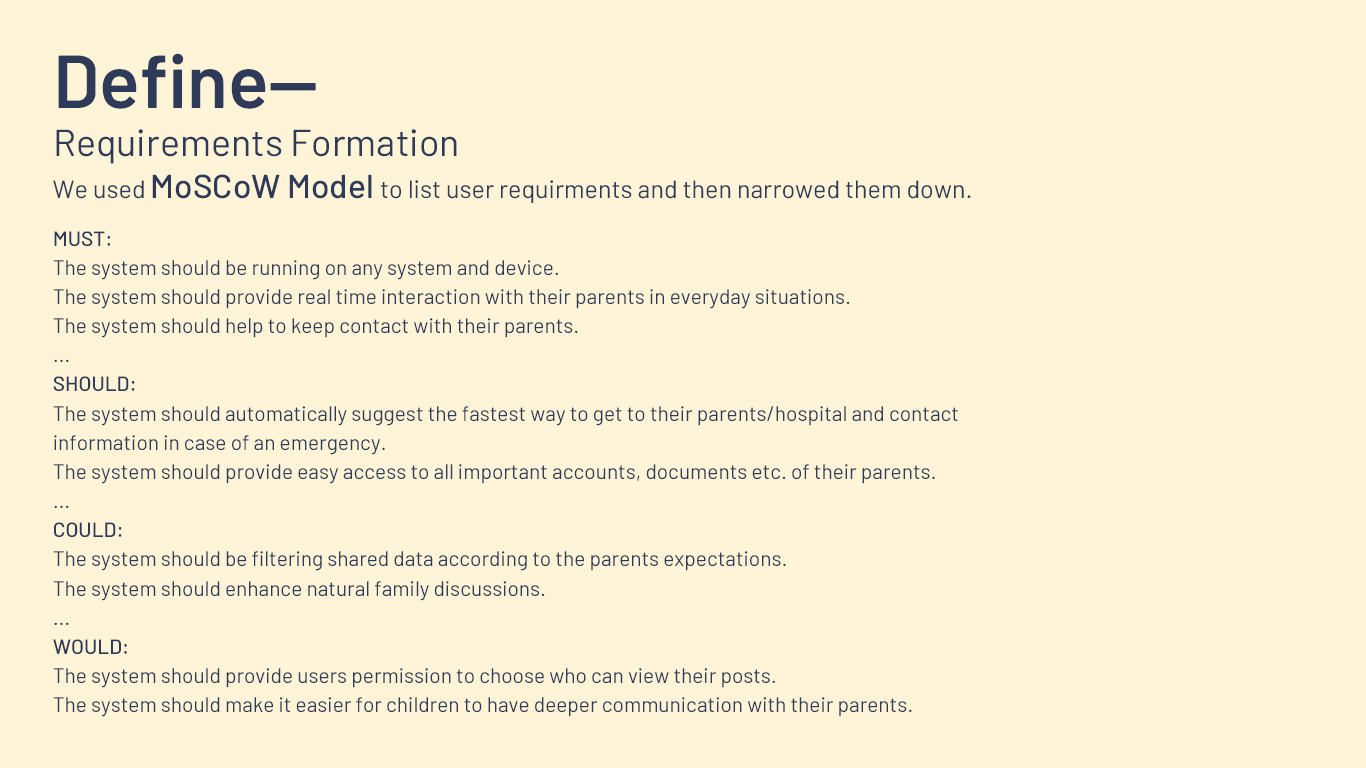 Define—
Requirements Formation
We used MoSCoW Model to list user requirments and then narrowed them down.
MUST:
The system should be running on any system and device.
The system should provide real time interaction with their parents in everyday situations.
The system should help to keep contact with their parents.
...
SHOULD:
The system should automatically suggest the fastest way to get to their parents/hospital and contact
information in case of an emergency.
The system should provide easy access to all important accounts, documents etc. of their parents.
...
COULD:
The system should be filtering shared data according to the parents expectations.
The system should enhance natural family discussions.
...
WOULD:
The system should provide users permission to choose who can view their posts.
The system should make it easier for children to have deeper communication with their parents.